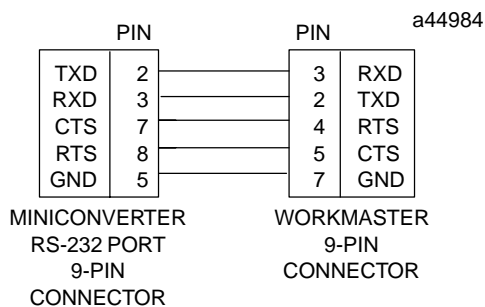 a44984
PIN PIN
TXD 2 3 RXD
RXD 3 2 TXD
CTS 7 4 RTS
RTS 8 5 CTS
GND 5 7 GND
MINICONVERTER WORKMASTER
RS-232 PORT 9-PIN
9-PIN CONNECTOR
CONNECTOR